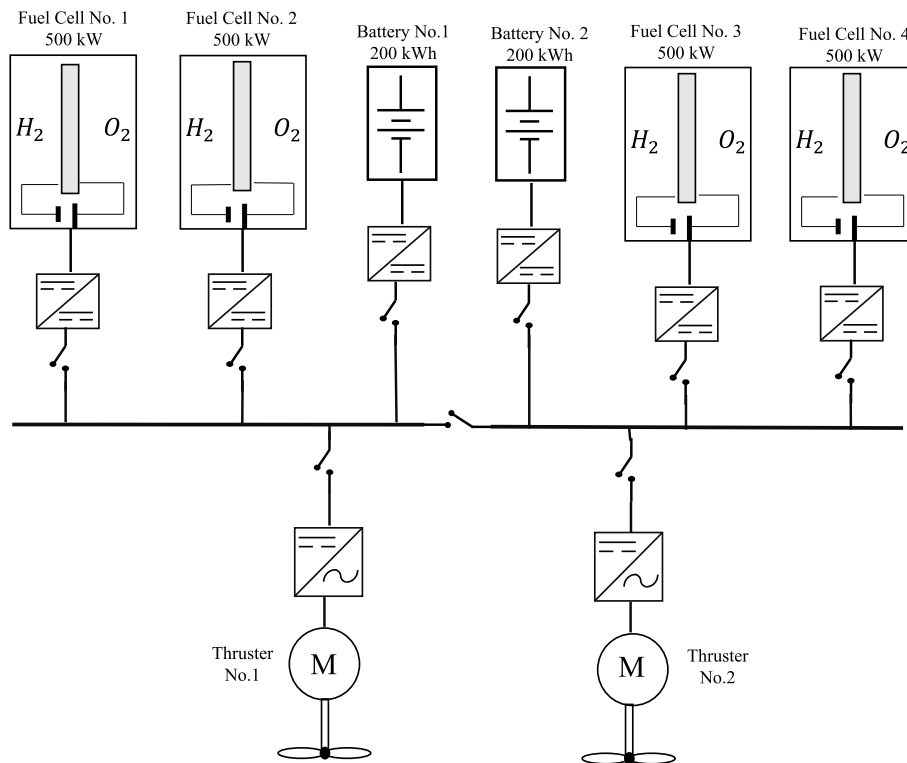 Fuel Cell No. 1
500 kW
Fuel Cell No. 2
500 kW
Battery No.1
200 kWh
Battery No. 2
200 kWh
Fuel Cell No. 3
500 kW
Fuel Cell No. 4
500 kW
H₂ O₂
H₂ O₂
H₂ O₂
H₂ O₂
Thruster
No.1
M
M
Thruster
No.2